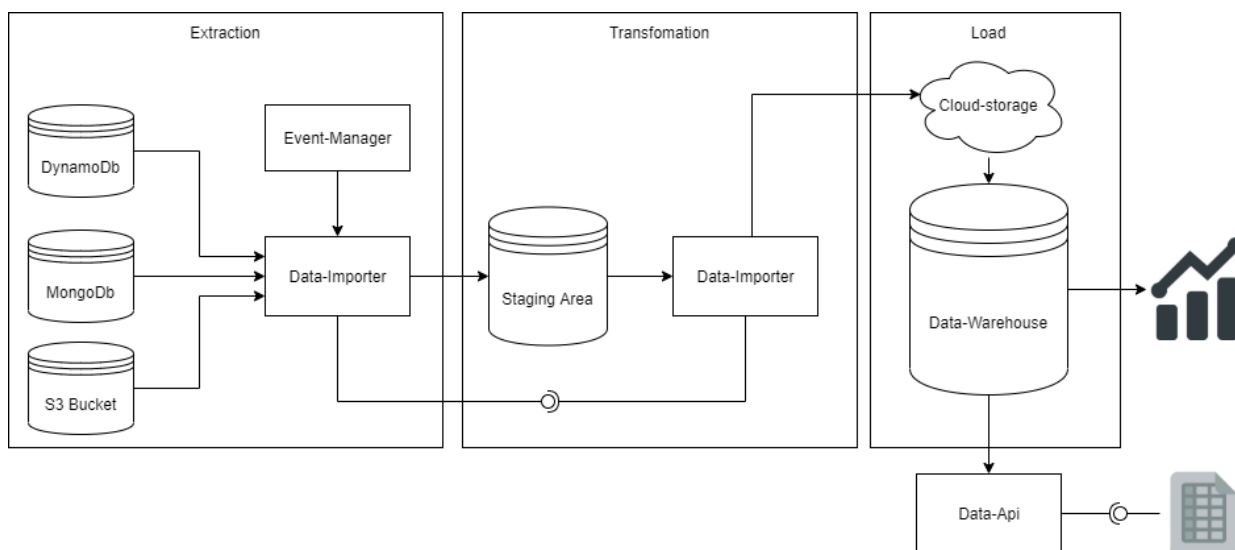 Extraction
Transfomation
Load
DynamoDb
Event-Manager
MongoDb
Data-Importer
S3 Bucket
Staging Area
Data-Importer
Cloud-storage
Data-Warehouse
Data-Api